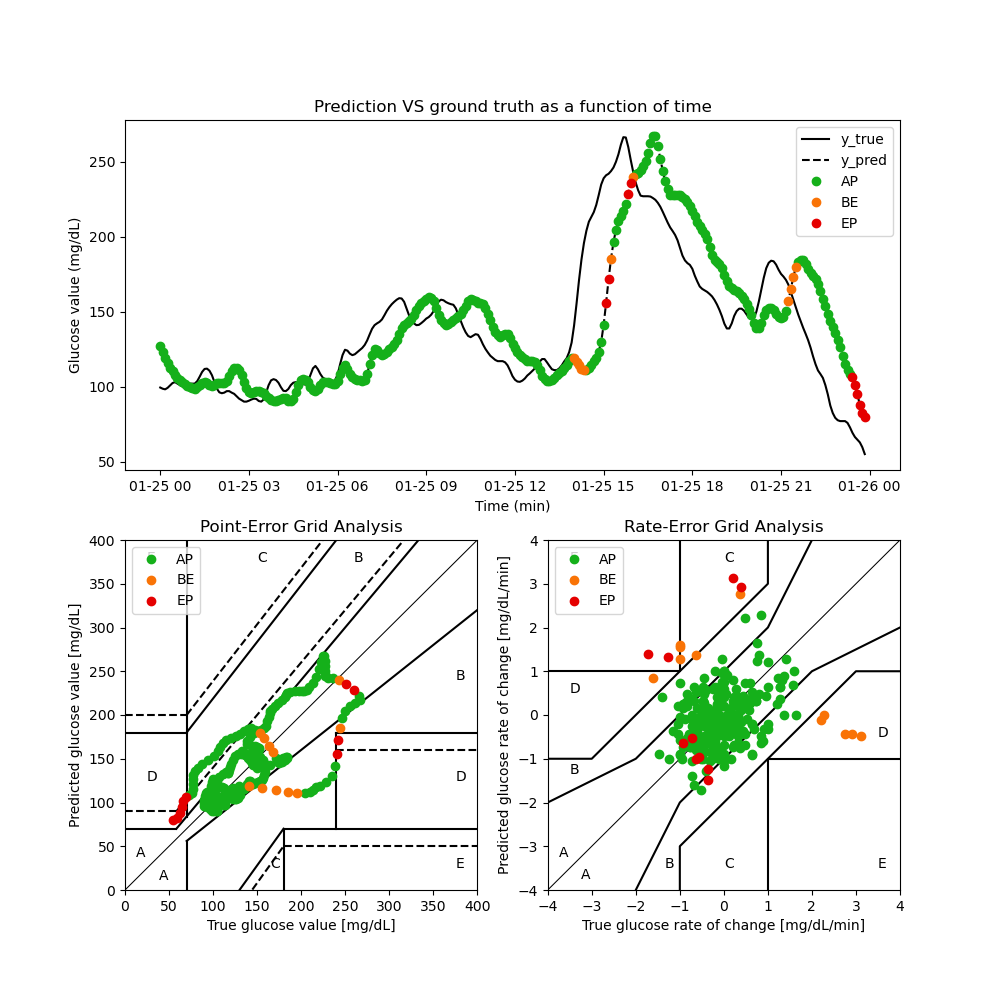 Prediction VS ground truth as a function of time
Glucose value (mg/dL)
250
200
150
100
50
y_true
y_pred
AP
BE
EP
01-25 00 01-25 03 01-25 06 01-25 09 01-25 12 01-25 15 01-25 18 01-25 21 01-26 00
Time (min)
Point-Error Grid Analysis
Predicted glucose value [mg/dL]
400
350
300
250
200
150
100
50
0
AP
BE
EP
C
B
B
D
D
A
A
C
E
0 50 100 150 200 250 300 350 400
True glucose value [mg/dL]
Rate-Error Grid Analysis
Predicted glucose rate of change [mg/dL/min]
4
3
2
1
0
−1
−2
−3
−4
AP
BE
EP
C
D
D
B
A
A
B
C
E
−4 −3 −2 −1 0 1 2 3 4
True glucose rate of change [mg/dL/min]